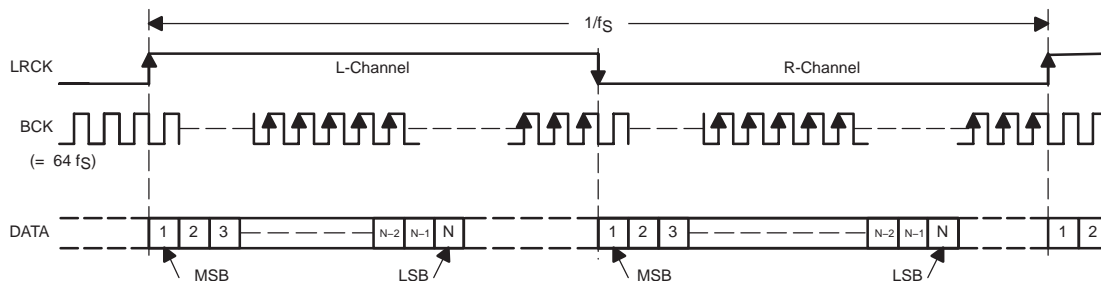 1/fS
LRCK
L-Channel
R-Channel
BCK
(= 64 fS)
DATA
1 2 3 N–2 N–1 N 1 2 3 N–2 N–1 N 1 2
MSB LSB MSB LSB